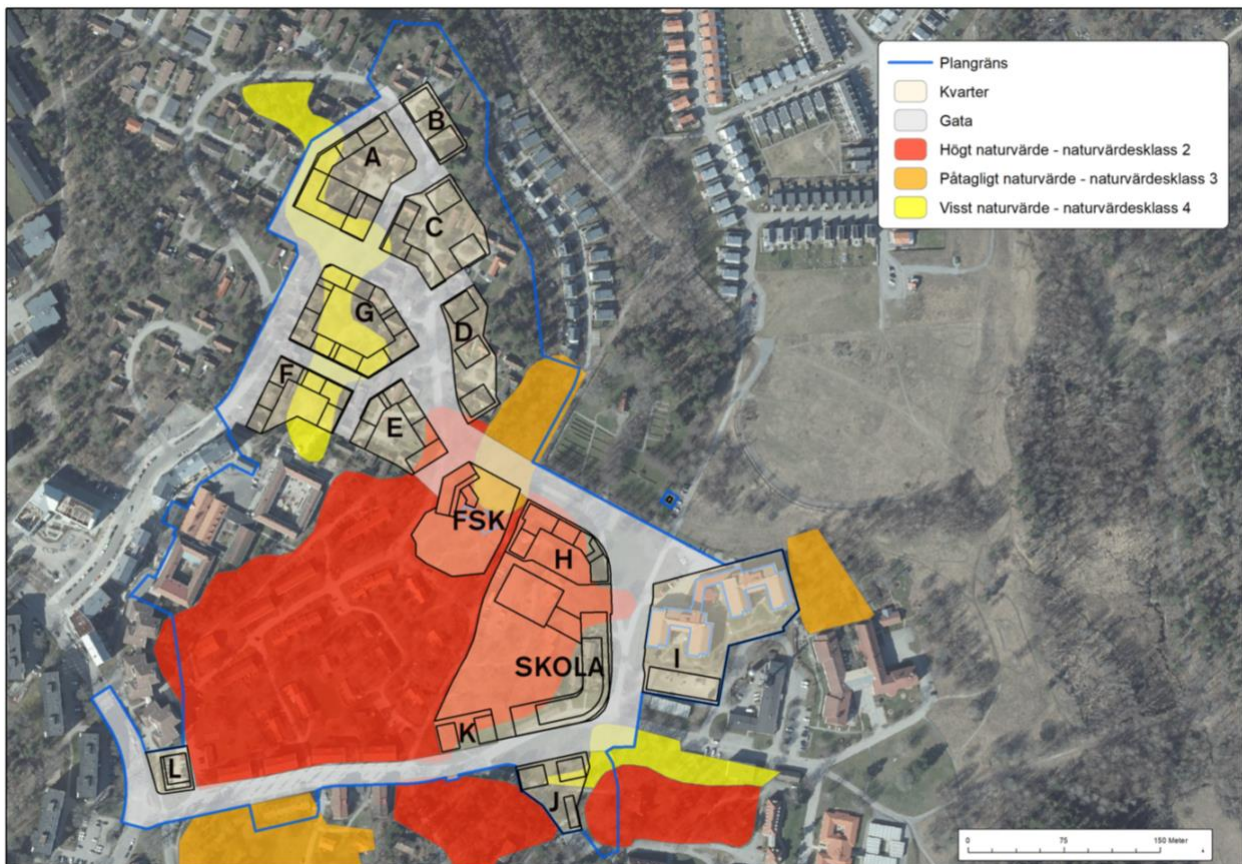 Plangräns
Kvarter
Gata
Högt naturvärde - naturvärdesklass 2
Påtagligt naturvärde - naturvärdesklass 3
Visst naturvärde - naturvärdesklass 4
B
A
C
G
D
F
E
FSK
H
I
SKOLA
K
L
J
0 75 150 Meter